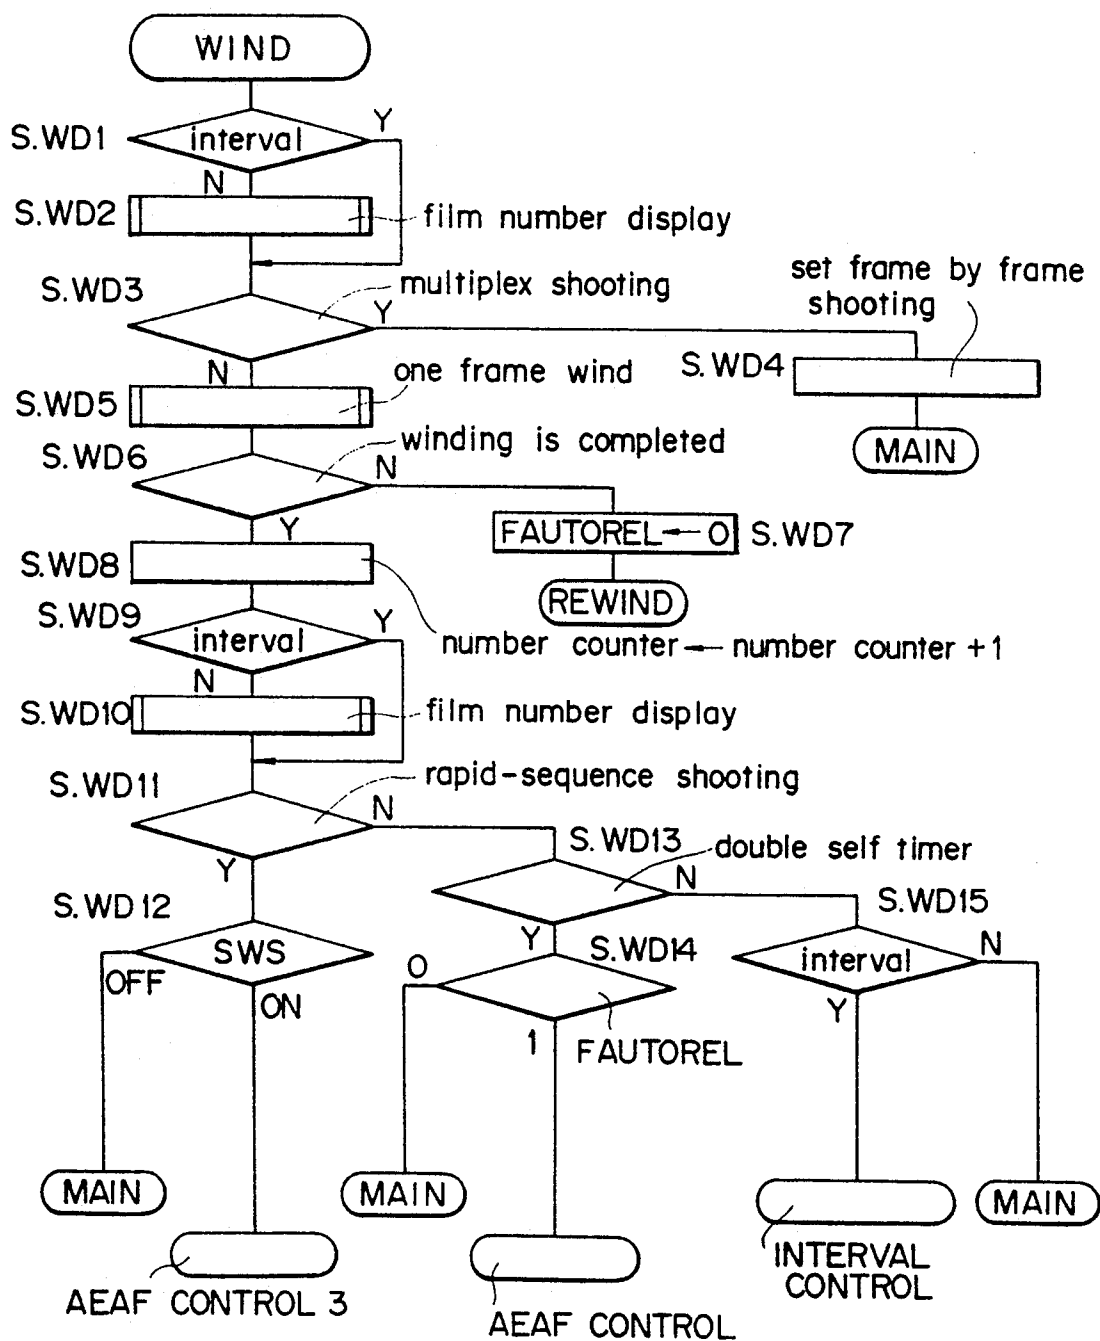 WIND
S.WD1
interval
Y
N
S.WD2
film number display
S.WD3
multiplex shooting
Y
set frame by frame
shooting
N
S.WD4
one frame wind
S.WD5
MAIN
S.WD6
winding is completed
N
Y
FAUTOREL ← O
S.WD7
S.WD8
REWIND
S.WD9
interval
Y
number counter ← number counter +1
N
S.WD10
film number display
S.WD11
rapid-sequence shooting
N
Y
S.WD13
double self timer
N
S.WD12
SWS
OFF
ON
Y
S.WD14
O
1
FAUTOREL
S.WD15
interval
N
Y
MAIN
MAIN
MAIN
AEAF CONTROL 3
AEAF CONTROL
INTERVAL
CONTROL